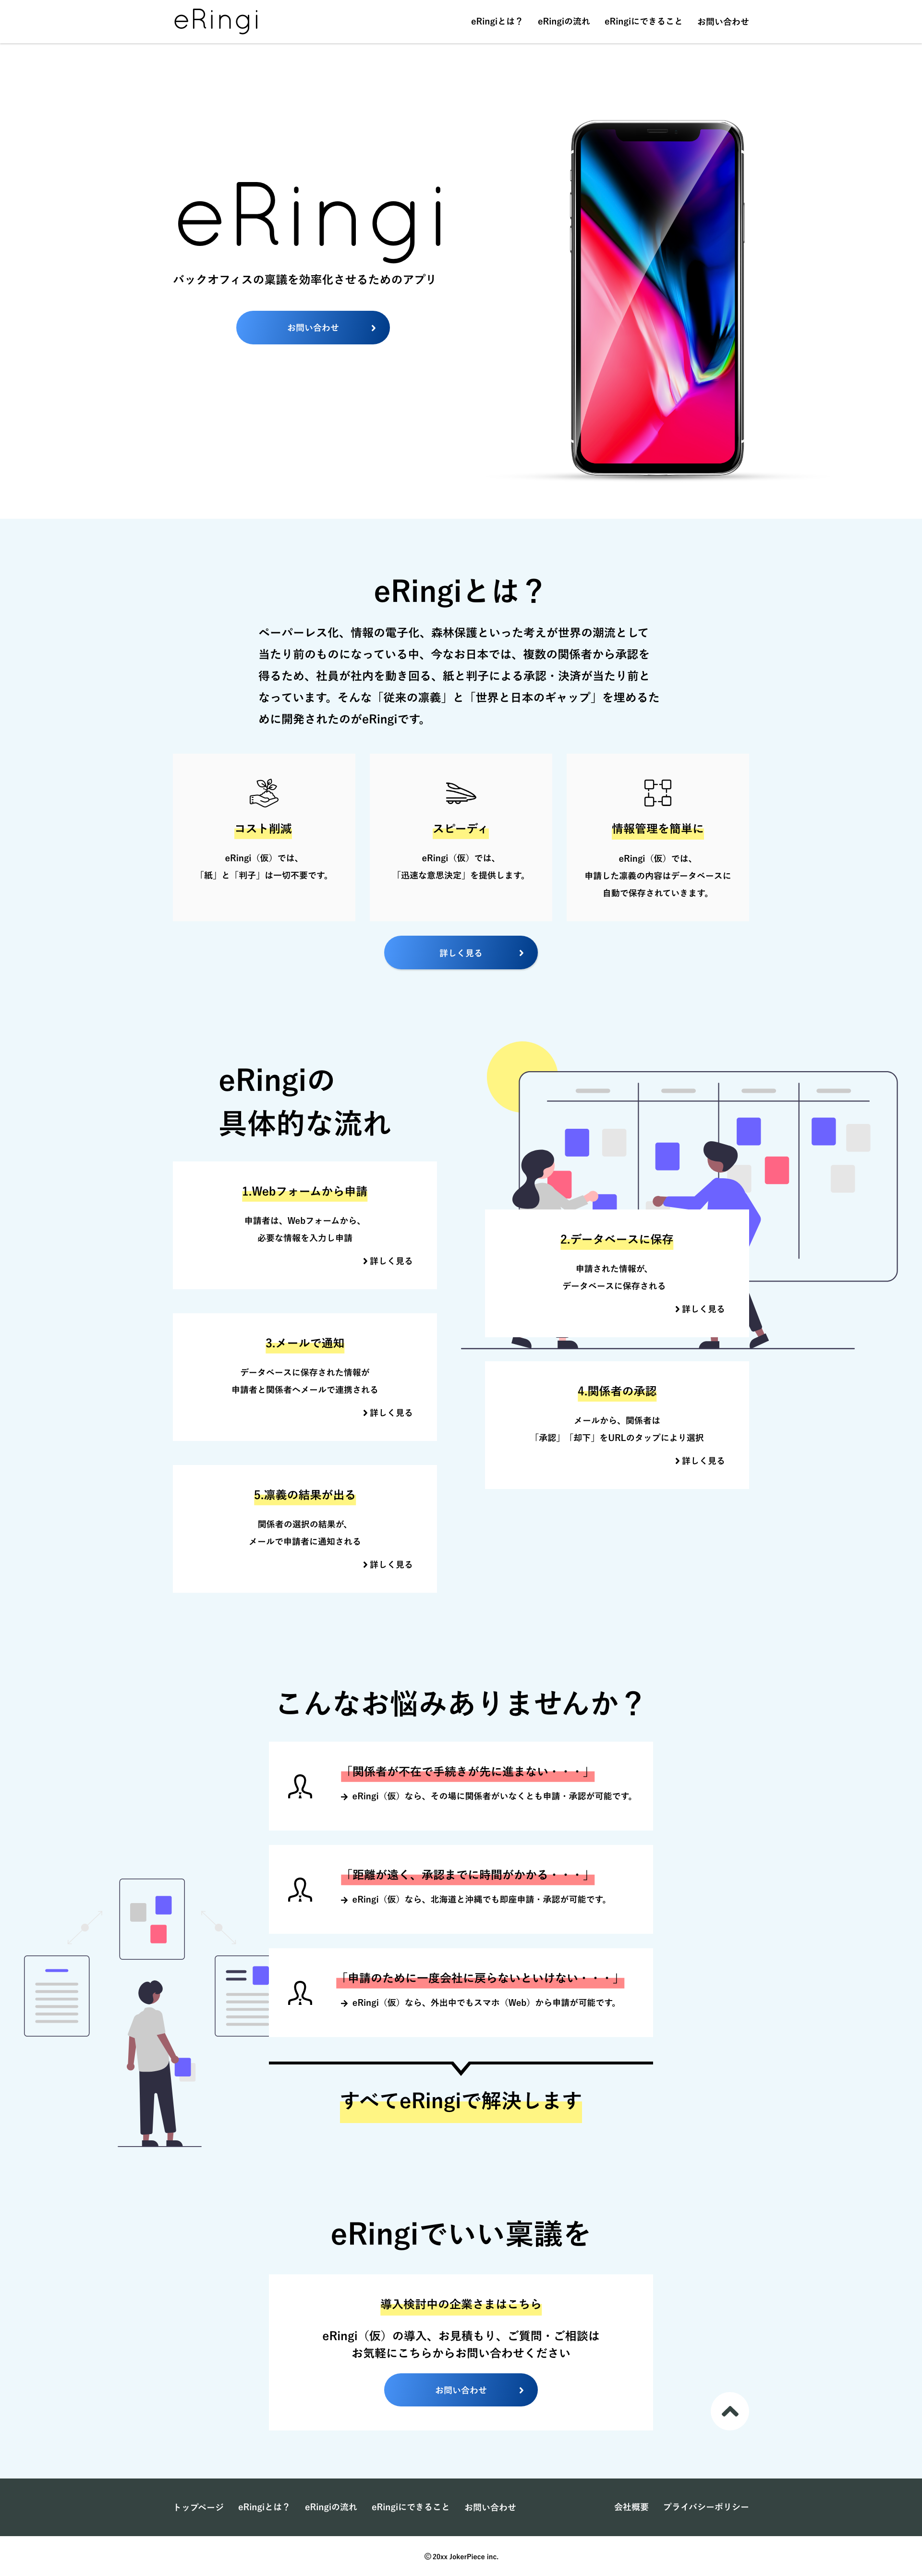 eRingi
eRingiとは？ eRingiの流れ eRingiにできること お問い合わせ
eRingi
バックオフィスの稟議を効率化させるためのアプリ
お問い合わせ
eRingiとは？
ペーパーレス化、情報の電子化、森林保護といった考えが世界の潮流として
当たり前のものになっている中、今なお日本では、複数の関係者から承認を
得るため、社員が社内を動き回る、紙と判子による承認・決済が当たり前と
なっています。そんな「従来の凛義」と「世界と日本のギャップ」を埋めるた
めに開発されたのがeRingiです。
コスト削減
eRingi（仮）では、
「紙」と「判子」は一切不要です。
スピーディ
eRingi（仮）では、
「迅速な意思決定」を提供します。
情報管理を簡単に
eRingi（仮）では、
申請した凛義の内容はデータベースに
自動で保存されていきます。
詳しく見る
eRingiの
具体的な流れ
1.Webフォームから申請
申請者は、Webフォームから、
必要な情報を入力し申請
詳しく見る
2.データベースに保存
申請された情報が、
データベースに保存される
詳しく見る
3.メールで通知
データベースに保存された情報が
申請者と関係者へメールで連携される
詳しく見る
4.関係者の承認
メールから、関係者は
「承認」「却下」をURLのタップにより選択
詳しく見る
5.凛義の結果が出る
関係者の選択の結果が、
メールで申請者に通知される
詳しく見る
こんなお悩みありませんか？
「関係者が不在で手続きが先に進まない・・・」
eRingi（仮）なら、その場に関係者がいなくとも申請・承認が可能です。
「距離が遠く、承認までに時間がかかる・・・」
eRingi（仮）なら、北海道と沖縄でも即座申請・承認が可能です。
「申請のために一度会社に戻らないといけない・・・」
eRingi（仮）なら、外出中でもスマホ（Web）から申請が可能です。
すべてeRingiで解決します
eRingiでいい稟議を
導入検討中の企業さまはこちら
eRingi（仮）の導入、お見積もり、ご質問・ご相談は
お気軽にこちらからお問い合わせください
お問い合わせ
トップページ eRingiとは？ eRingiの流れ eRingiにできること お問い合わせ 会社概要 プライバシーポリシー
©20xx JokerPiece inc.